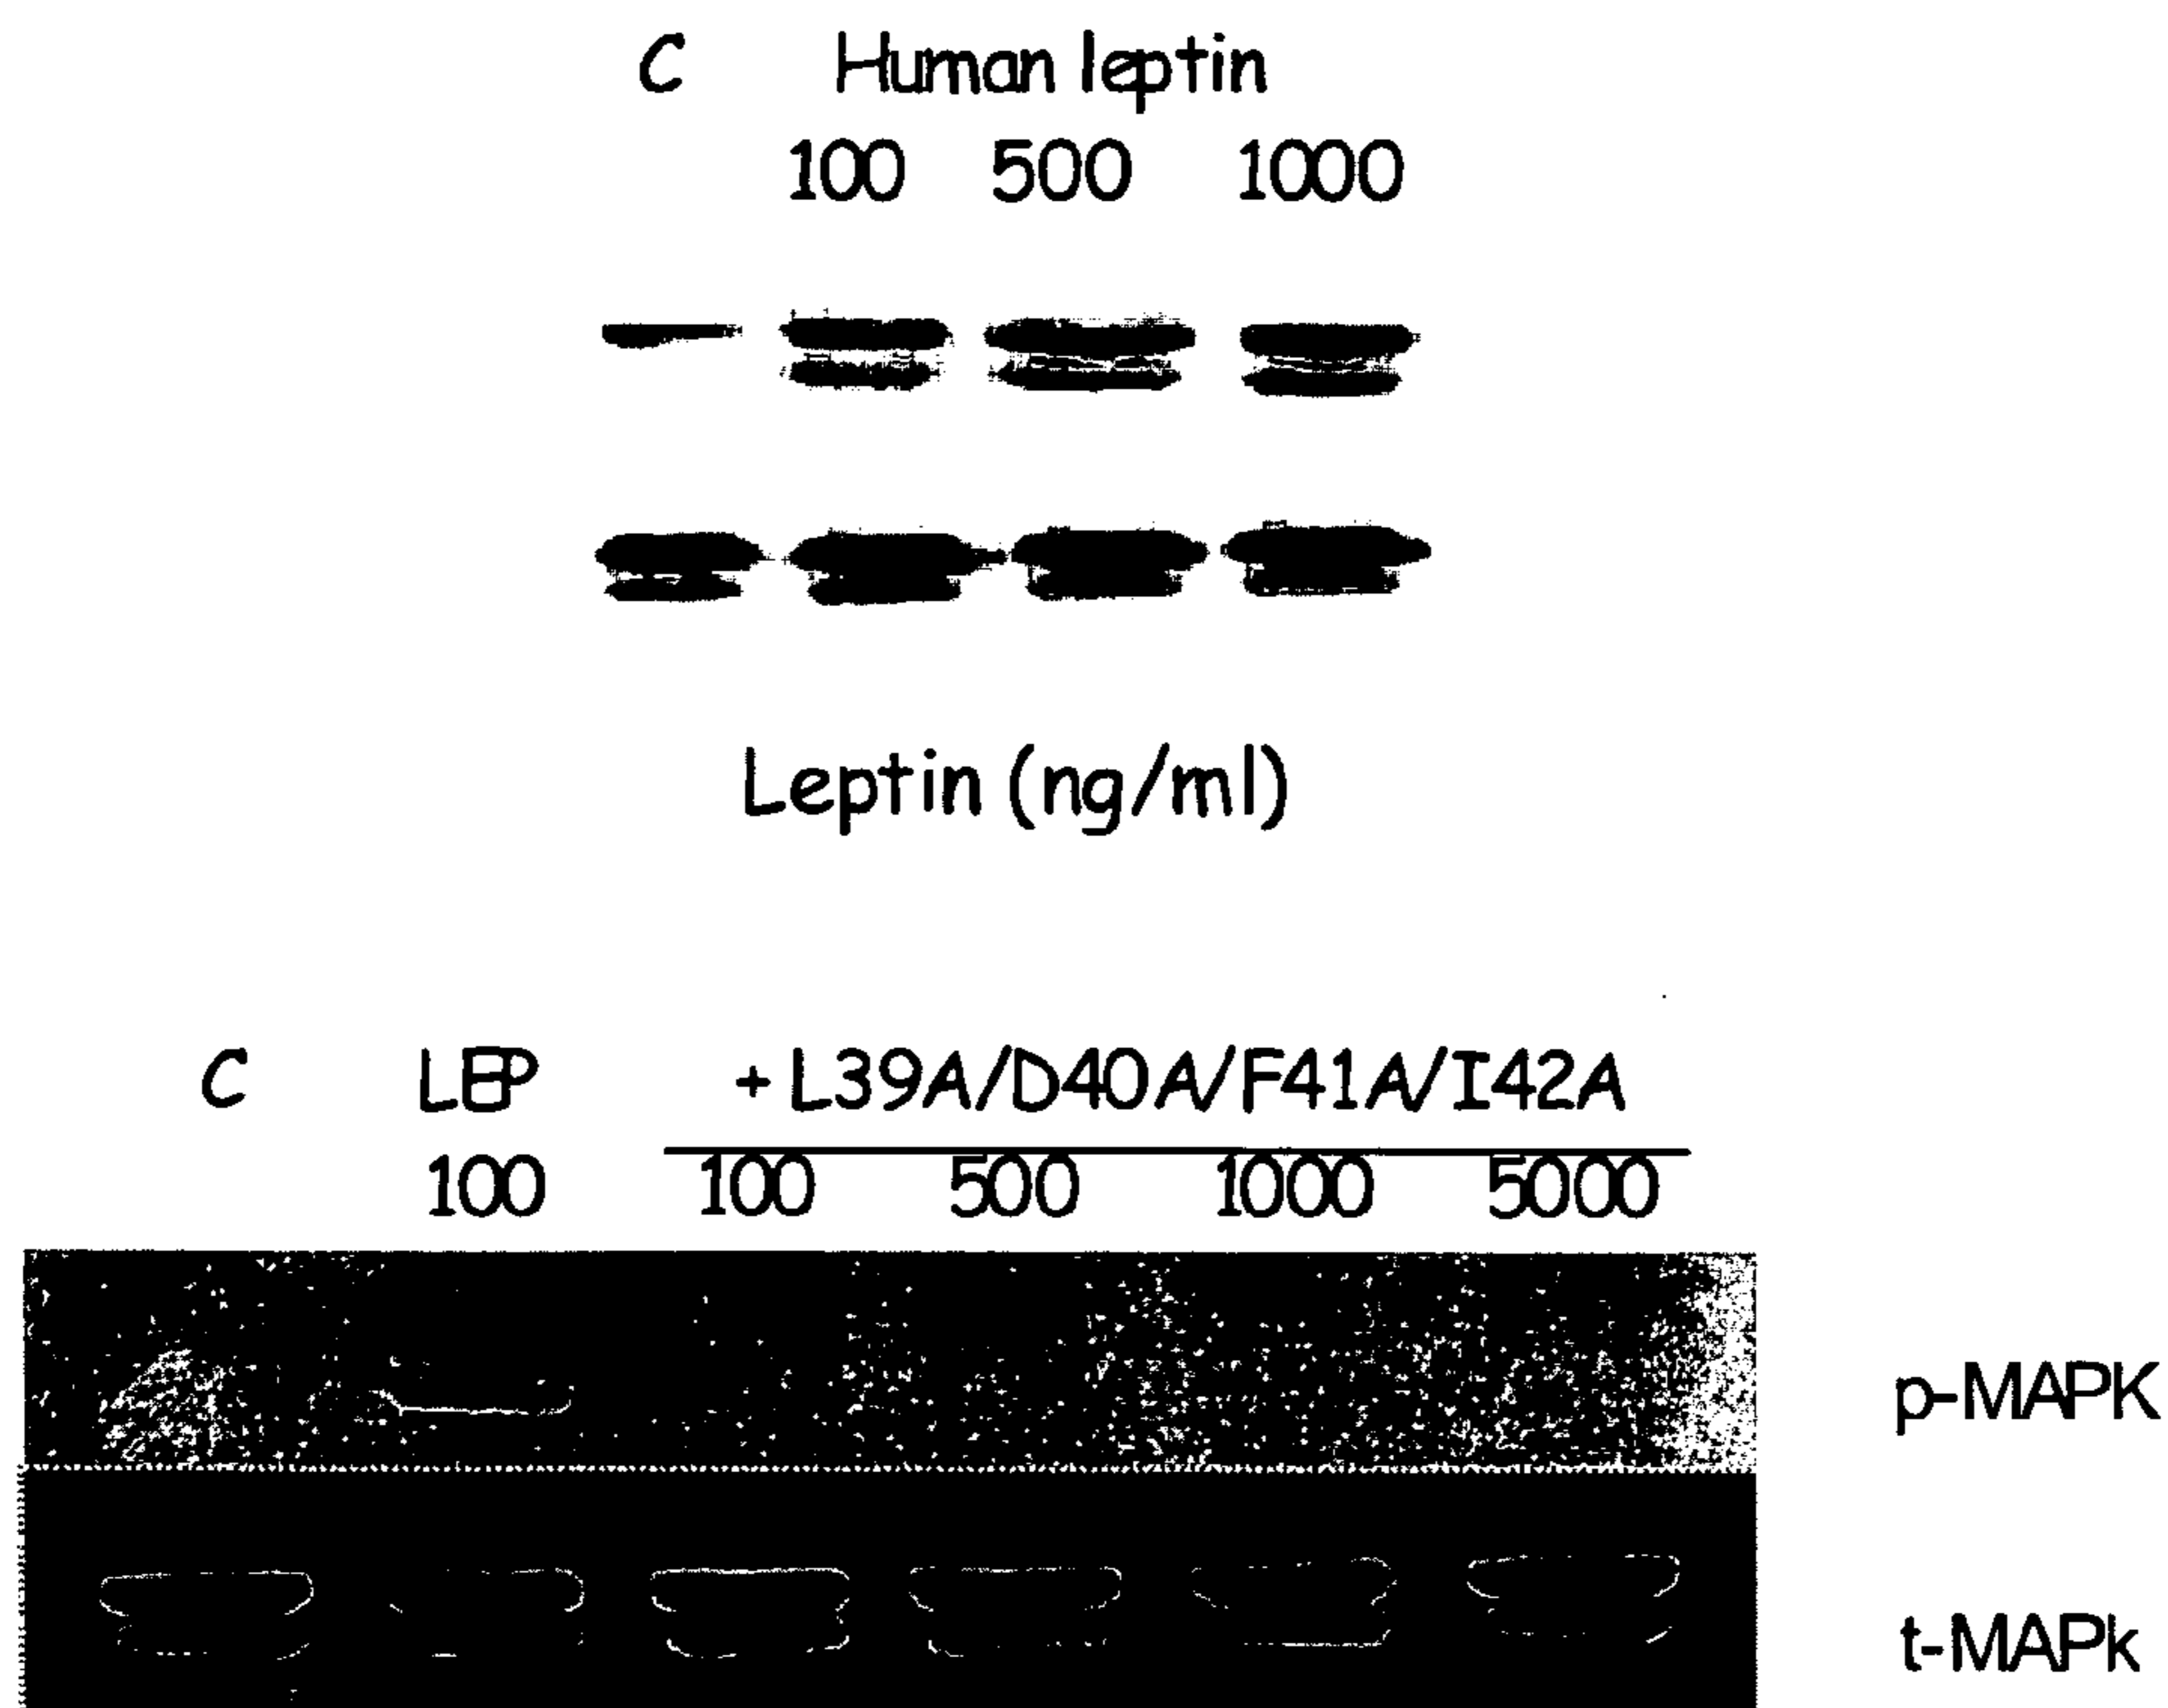 C Human leptin
100 500 1000
Leptin (ng/ml)
C LEP + L39A/D40A/F41A/I42A
100 100 500 1000 5000
p-MAPK
t-MAPk